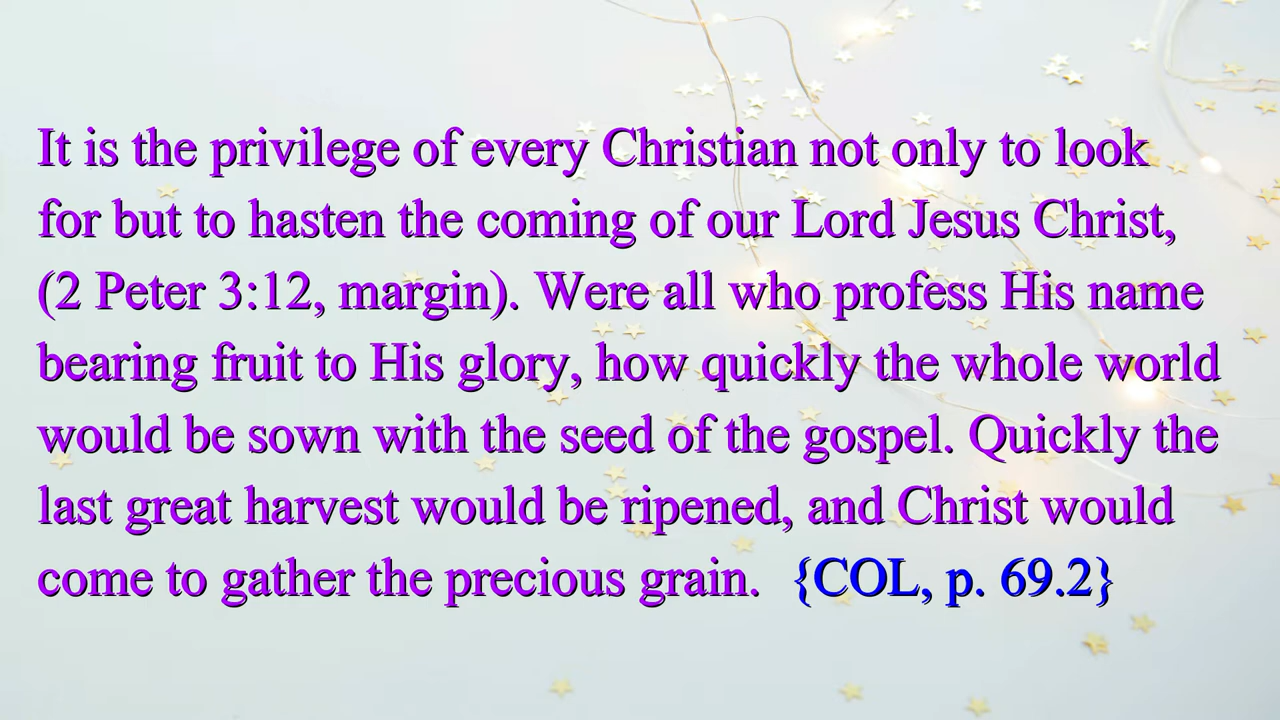 It is the privilege of every Christian not only to look
for but to hasten the coming of our Lord Jesus Christ,
(2 Peter 3:12, margin). Were all who profess His name
bearing fruit to His glory, how quickly the whole world
would be sown with the seed of the gospel. Quickly the
last great harvest would be ripened, and Christ would
come to gather the precious grain. {COL, p. 69.2}